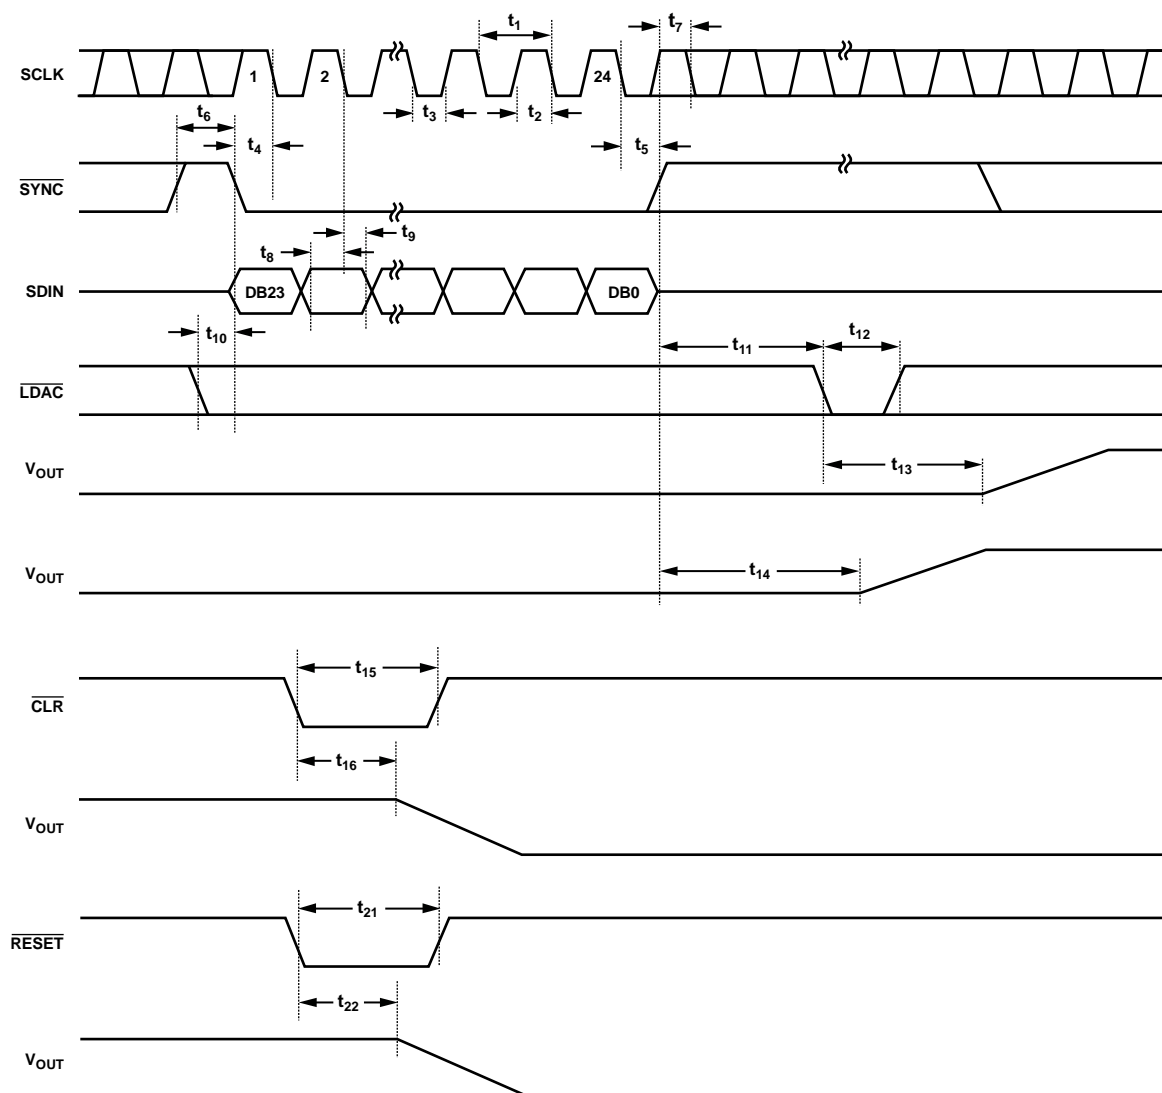 t1
t7
SCLK
1
2
24
t3
t2
t6
t4
t5
SYNC
t9
t8
SDIN
DB23
DB0
t10
t11
t12
LDAC
VOUT
t13
VOUT
t14
t15
CLR
t16
VOUT
t21
RESET
t22
VOUT